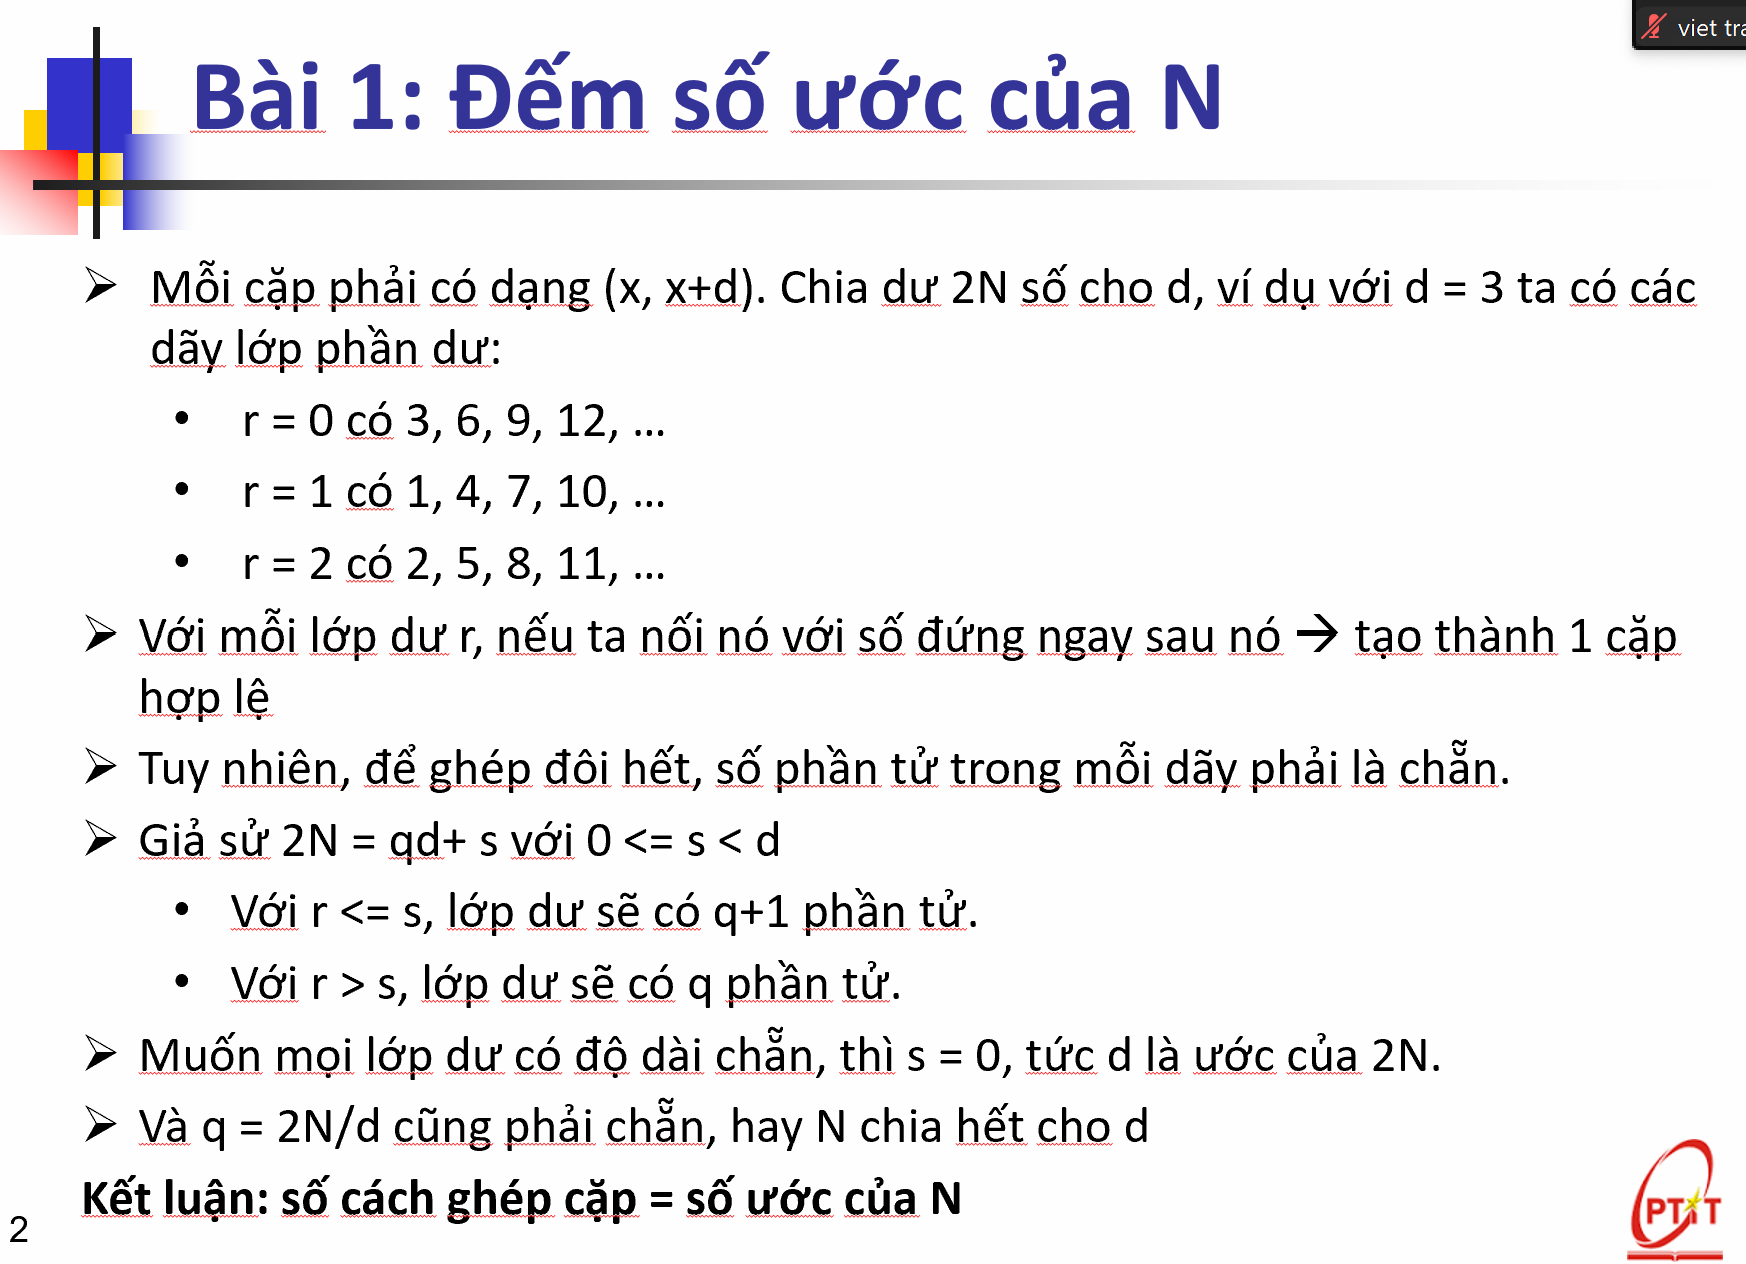 viet tra
Bài 1: Đếm số ước của N
➢ Mỗi cặp phải có dạng (x, x+d). Chia dư 2N số cho d, ví dụ với d = 3 ta có các
dãy lớp phần dư:
• r = 0 có 3, 6, 9, 12, ...
• r = 1 có 1, 4, 7, 10, ...
• r = 2 có 2, 5, 8, 11, ...
➢ Với mỗi lớp dư r, nếu ta nối nó với số đứng ngay sau nó → tạo thành 1 cặp
hợp lệ
➢ Tuy nhiên, để ghép đôi hết, số phần tử trong mỗi dãy phải là chẵn.
➢ Giả sử 2N = qd+ s với 0 <= s < d
• Với r <= s, lớp dư sẽ có q+1 phần tử.
• Với r > s, lớp dư sẽ có q phần tử.
➢ Muốn mọi lớp dư có độ dài chẵn, thì s = 0, tức d là ước của 2N.
➢ Và q = 2N/d cũng phải chẵn, hay N chia hết cho d
Kết luận: số cách ghép cặp = số ước của N
2
PTIT